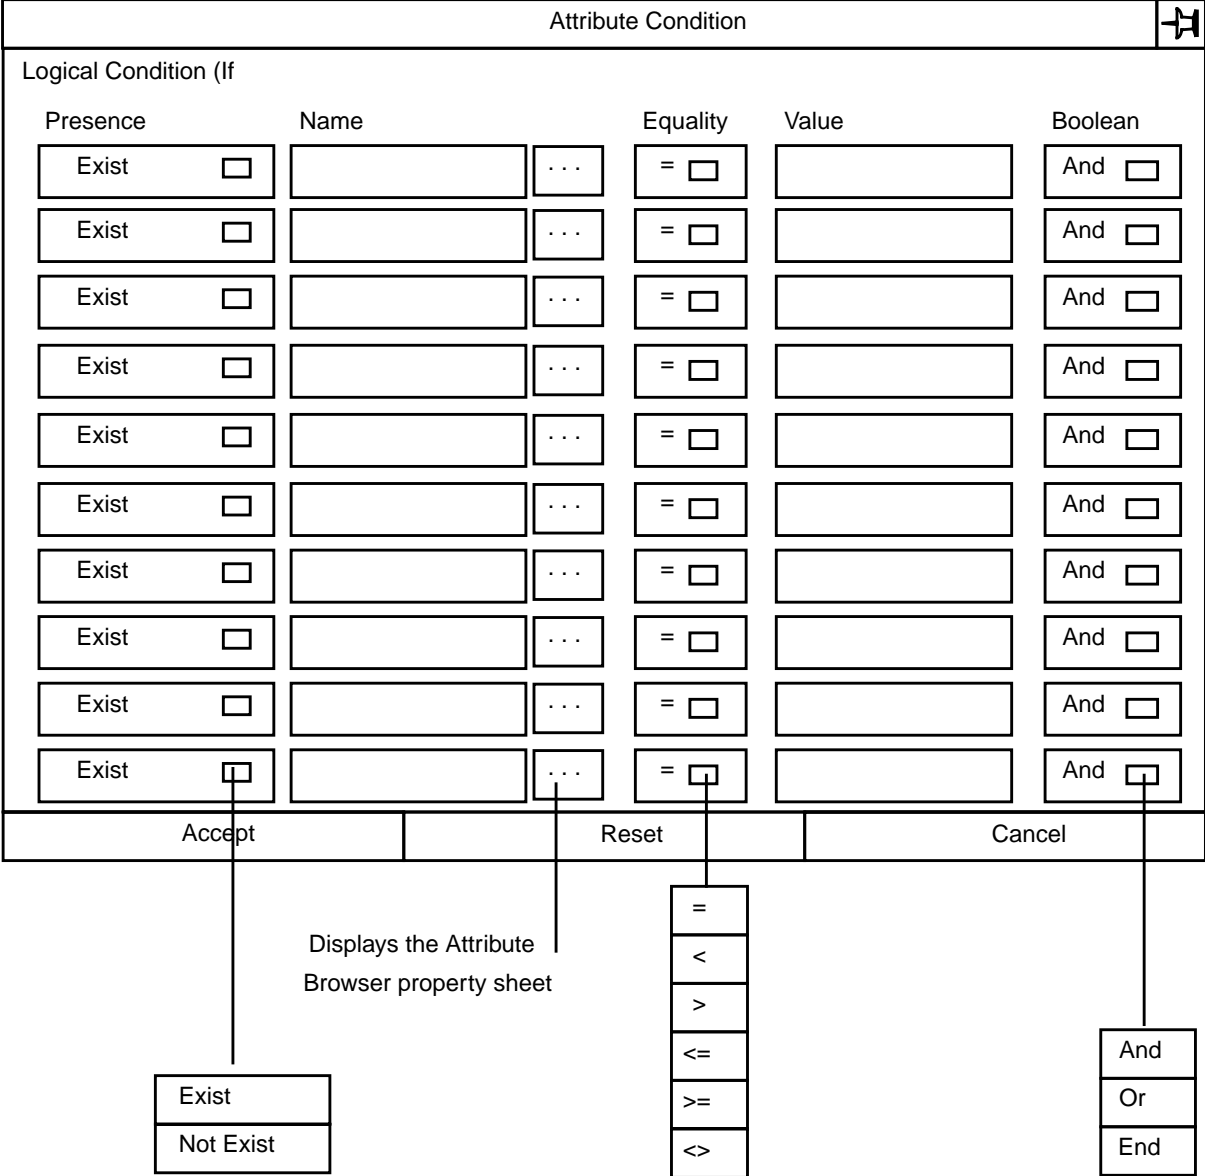 Attribute Condition
Logical Condition (If
Presence Name Equality Value Boolean
Exist . . . = And
Exist . . . = And
Exist . . . = And
Exist . . . = And
Exist . . . = And
Exist . . . = And
Exist . . . = And
Exist . . . = And
Exist . . . = And
Exist . . . = And
Accept Reset Cancel
Displays the Attribute
Browser property sheet
=
<
>
<=
>=
<>
Exist
Not Exist
And
Or
End